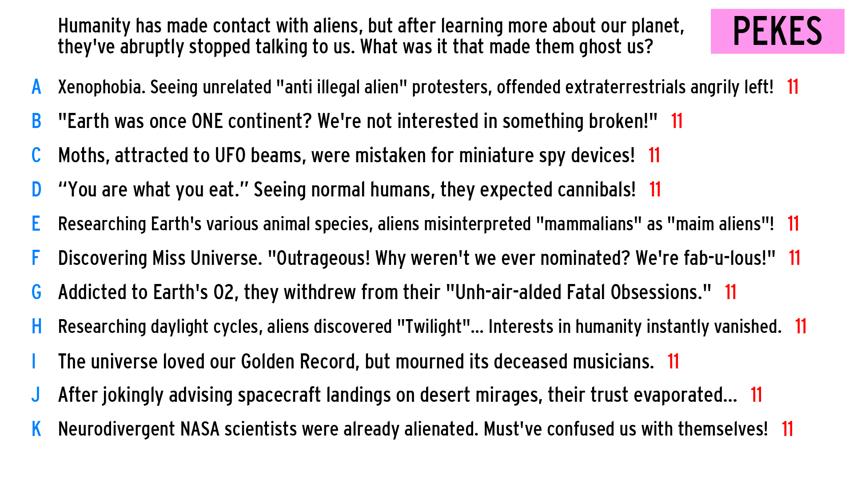 Humanity has made contact with aliens, but after learning more about our planet,
they've abruptly stopped talking to us. What was it that made them ghost us?
PEKES
A Xenophobia. Seeing unrelated "anti illegal alien" protesters, offended extraterrestrials angrily left! 11
B "Earth was once ONE continent? We're not interested in something broken!" 11
C Moths, attracted to UFO beams, were mistaken for miniature spy devices! 11
D “You are what you eat.” Seeing normal humans, they expected cannibals! 11
E Researching Earth's various animal species, aliens misinterpreted "mammalians" as "maim aliens"! 11
F Discovering Miss Universe. "Outrageous! Why weren't we ever nominated? We're fab-u-lous!" 11
G Addicted to Earth's O2, they withdrew from their "Unh-air-alded Fatal Obsessions." 11
H Researching daylight cycles, aliens discovered "Twilight"... Interests in humanity instantly vanished. 11
I The universe loved our Golden Record, but mourned its deceased musicians. 11
J After jokingly advising spacecraft landings on desert mirages, their trust evaporated... 11
K Neurodivergent NASA scientists were already alienated. Must've confused us with themselves! 11